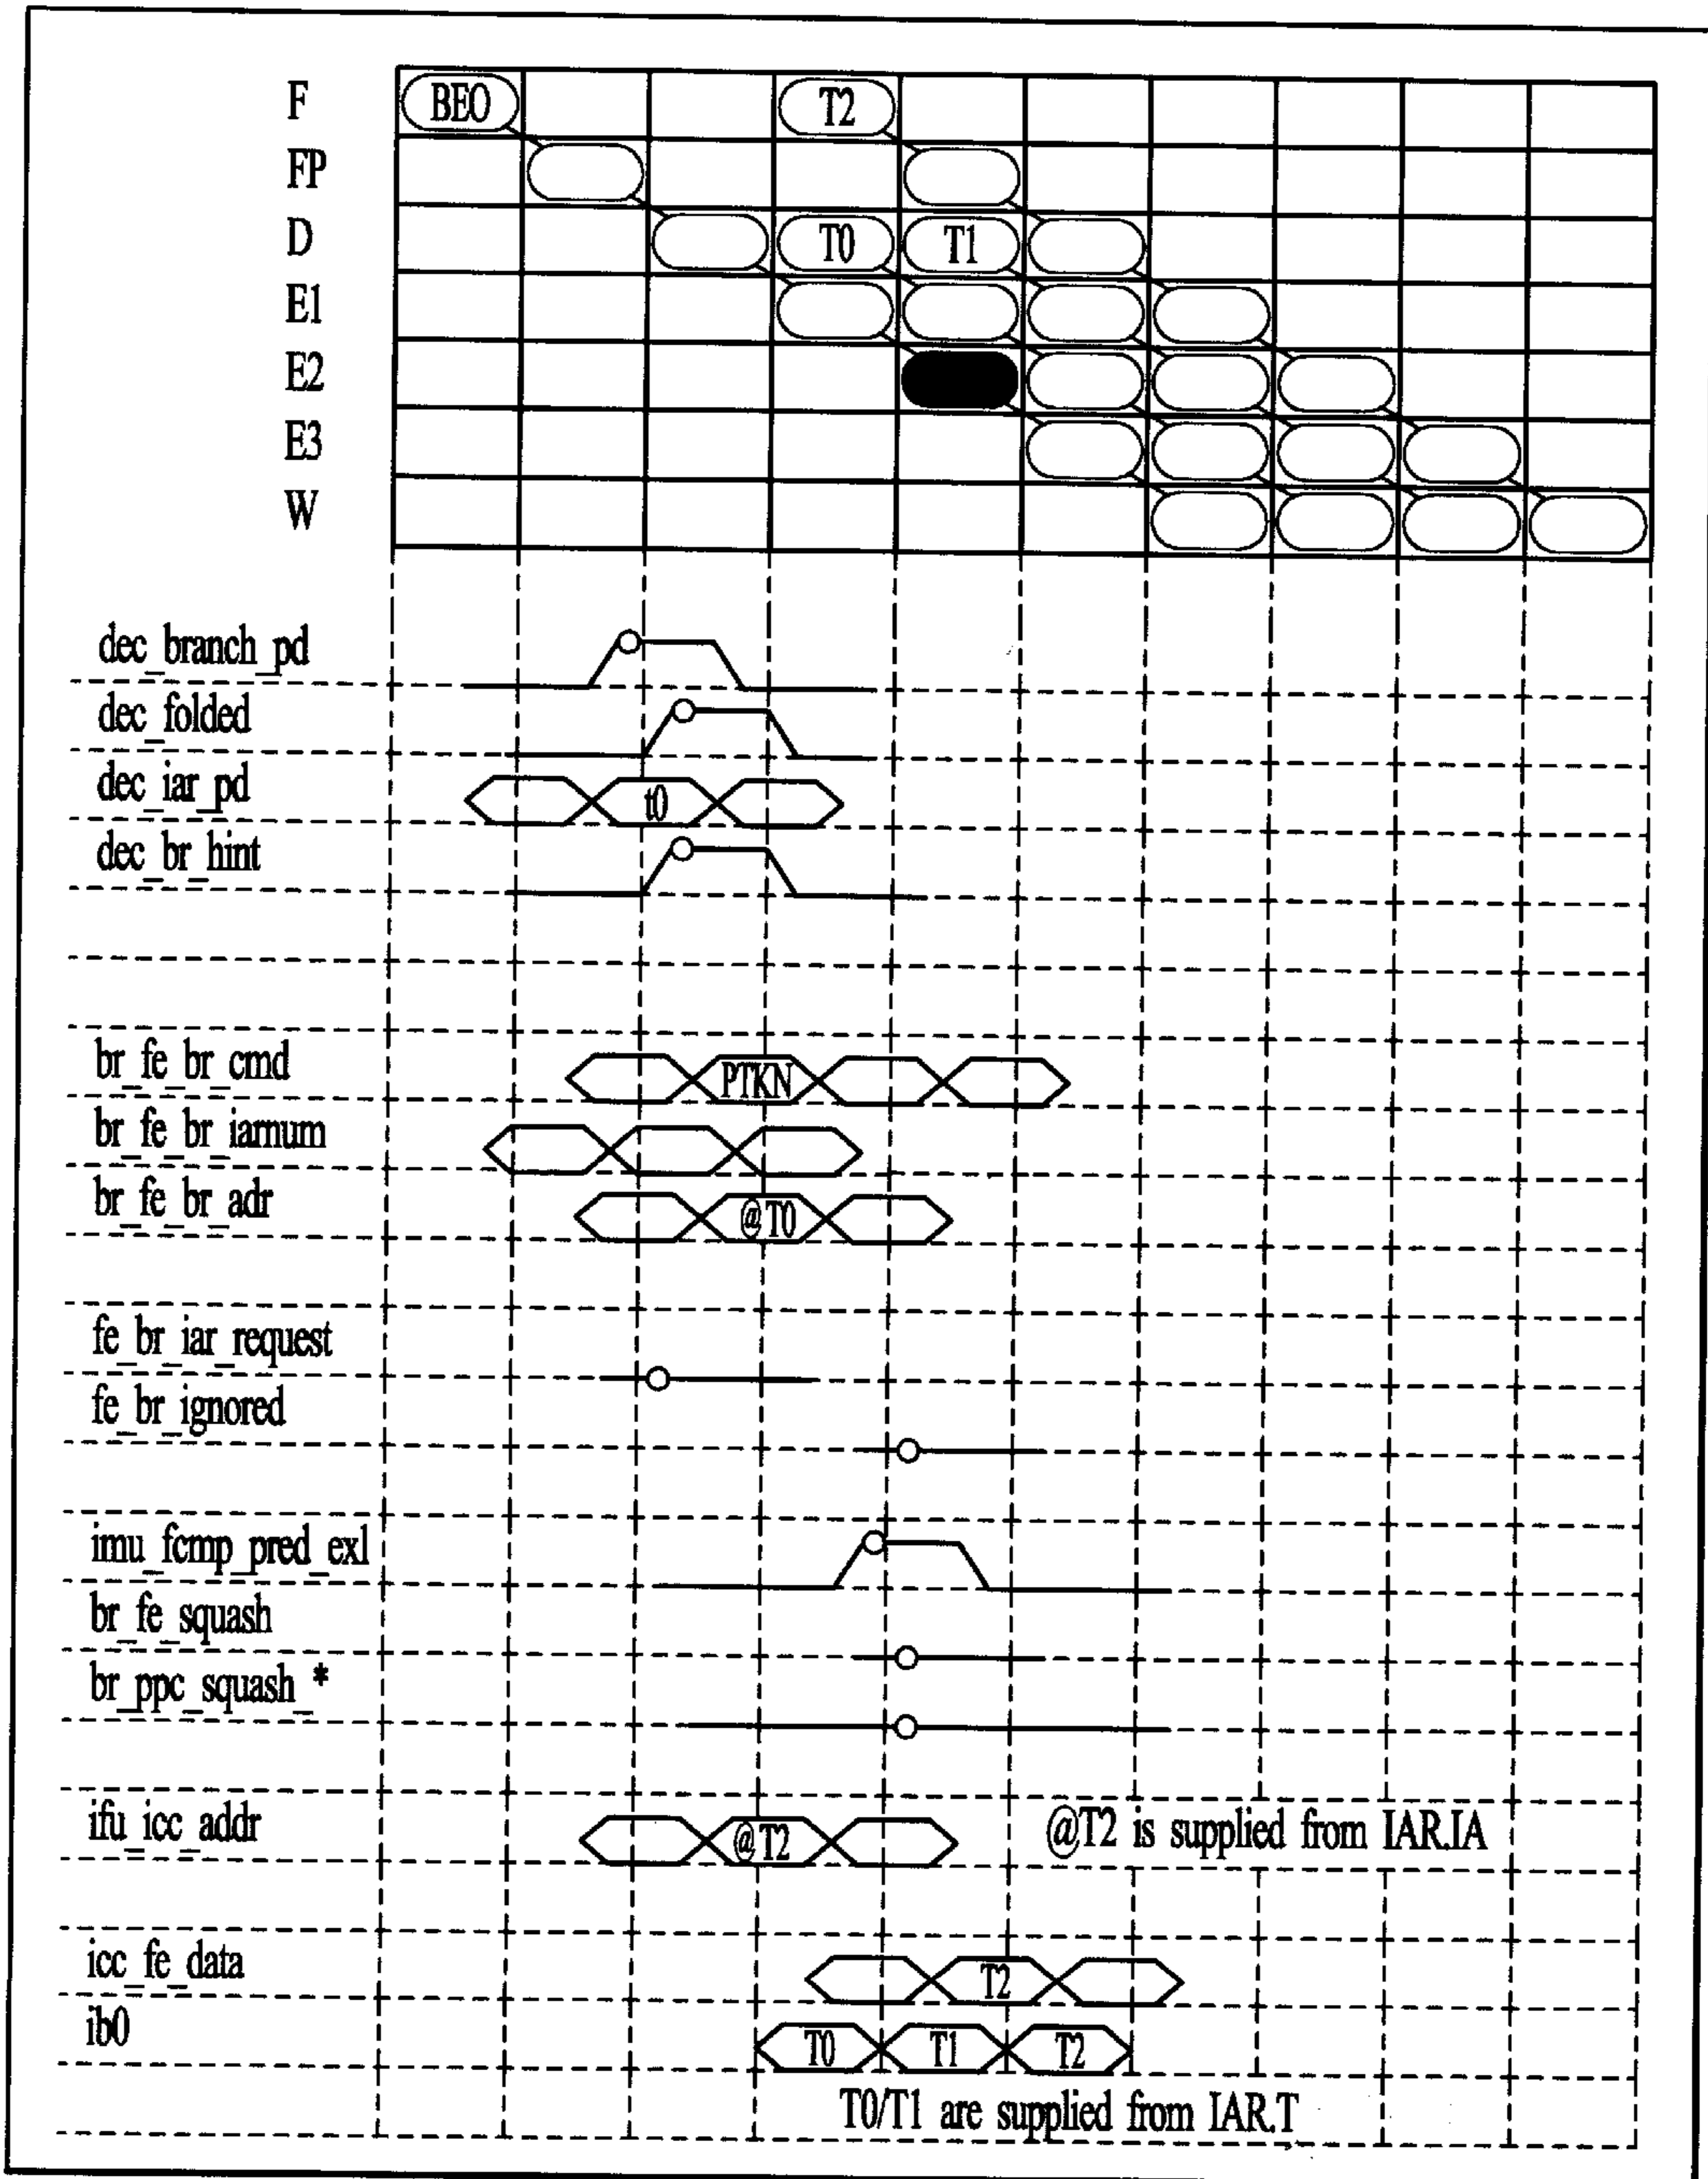 F BEO T2
FP
D T0 T1
E1
E2
E3
W
dec_branch_pd
dec_folded
dec_iar_pd t0
dec_br_hint
br_fe_br_cmd PTKN
br_fe_br_iarnum
br_fe_br_adr @T0
fe_br_iar_request
fe_br_ignored
imu_fcmp_pred_exl
br_fe_squash
br_ppc_squash_*
ifu_icc_addr @T2 @T2 is supplied from IAR.IA
icc_fe_data T2
ib0 T0 T1 T2
T0/T1 are supplied from IAR.T